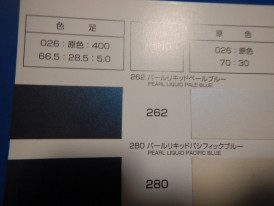 色 足
原 色
026：原色：400
026：原色
66.5：28.5：5.0
70：30
262 パールリキッドペールブルー
PEARL LIQUID PALE BLUE
262
280 パールリキッドパシフィックブルー
PEARL LIQUID PACIFIC BLUE
280